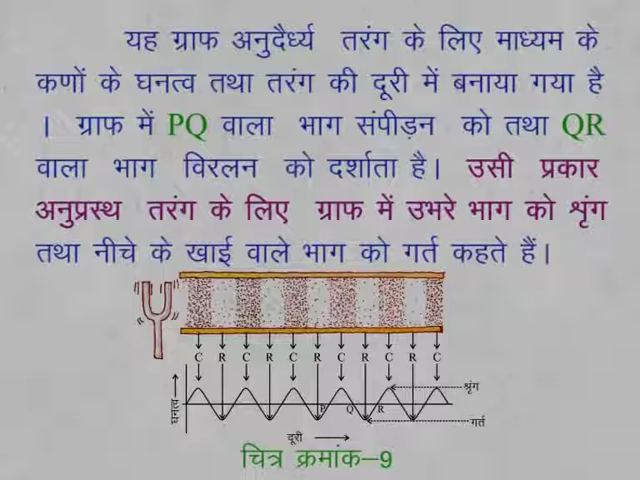 यह ग्राफ अनुदैर्ध्य तरंग के लिए माध्यम के
कणों के घनत्व तथा तरंग की दूरी में बनाया गया है
। ग्राफ में PQ वाला भाग संपीड़न को तथा QR
वाला भाग विरलन को दर्शाता है। उसी प्रकार
अनुप्रस्थ तरंग के लिए ग्राफ में उभरे भाग को श्रृंग
तथा नीचे के खाई वाले भाग को गर्त कहते हैं।
C R C R C R C R C R C
घनत्व
श्रृंग
P Q R
गर्त
दूरी
चित्र क्रमांक–9